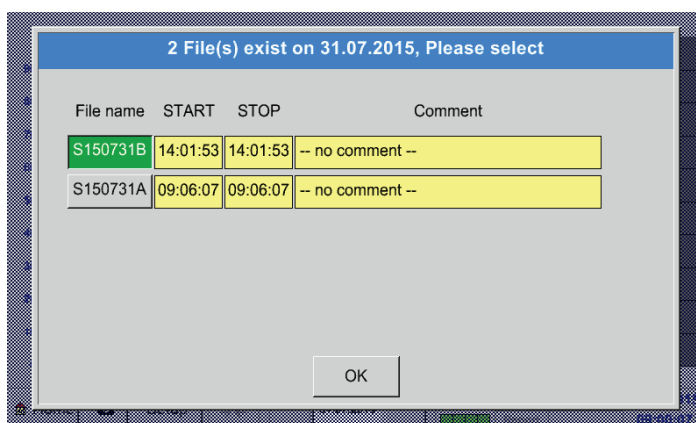 2 File(s) exist on 31.07.2015, Please select
File name START STOP Comment
S150731B 14:01:53 14:01:53 -- no comment --
S150731A 09:06:07 09:06:07 -- no comment --
OK